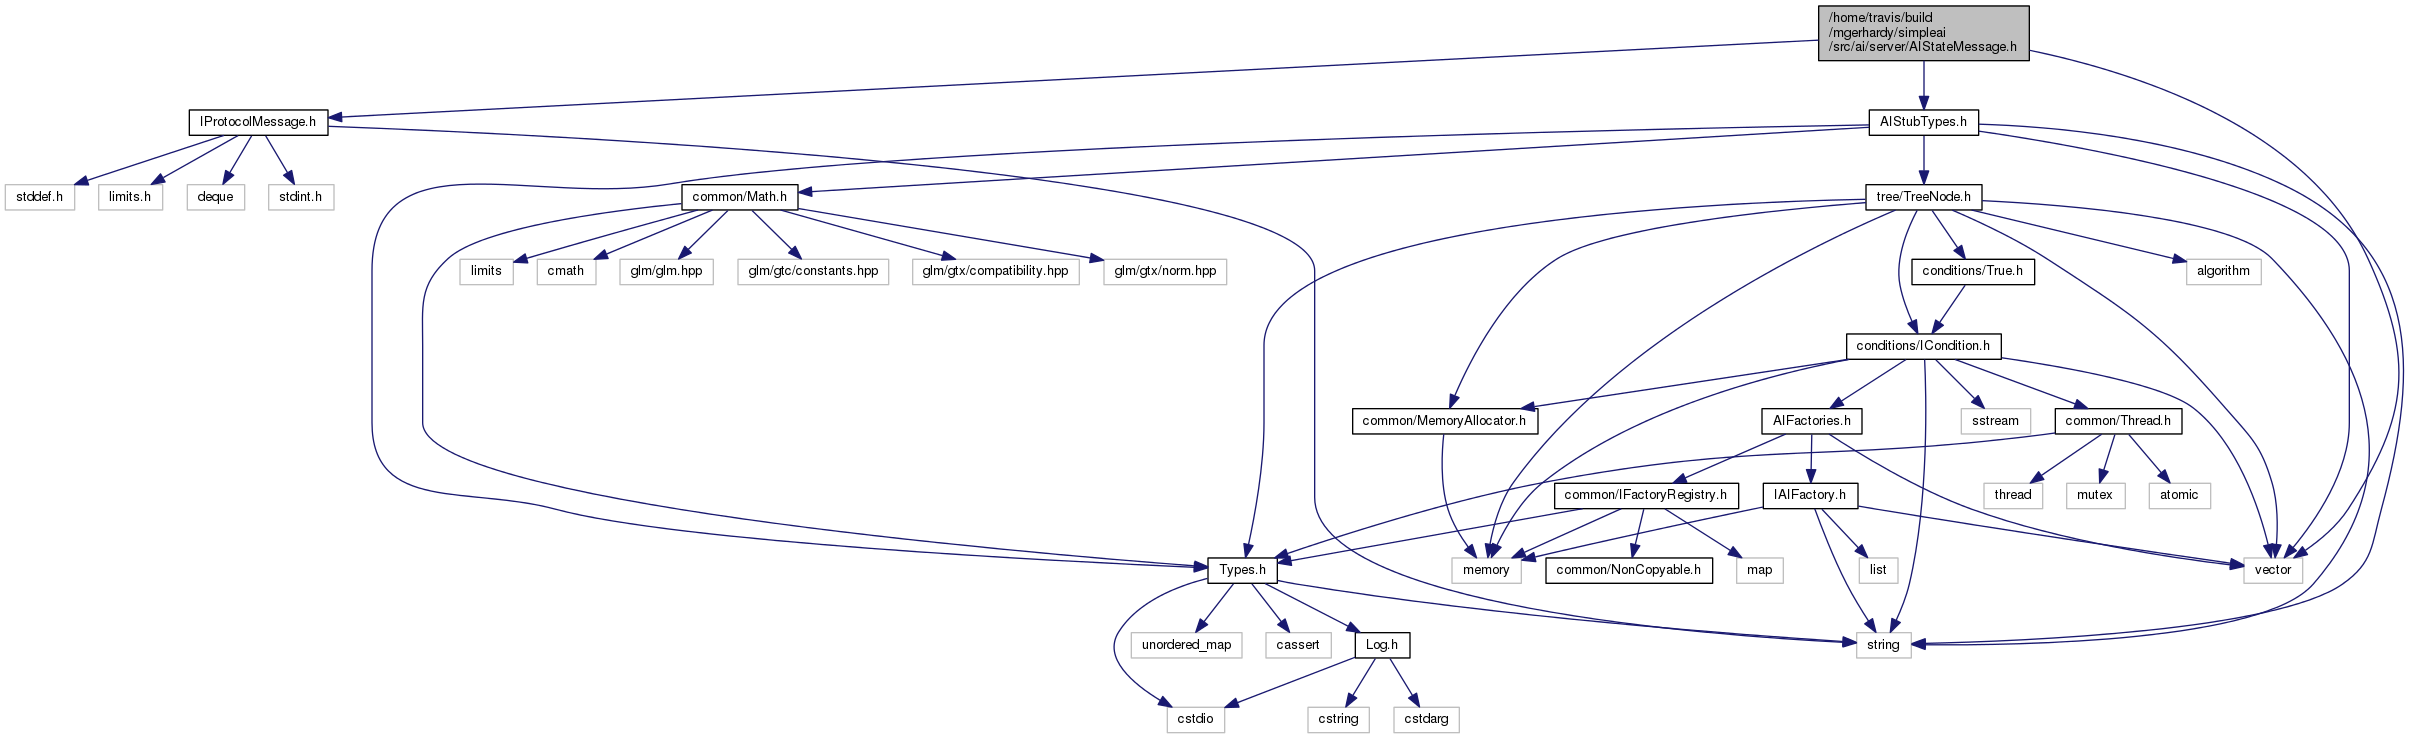 /home/travis/build
/mgerhardy/simpleai
/src/ai/server/AIStateMessage.h
IProtocolMessage.h
AIStubTypes.h
stddef.h
limits.h
deque
stdint.h
common/Math.h
tree/TreeNode.h
limits
cmath
glm/glm.hpp
glm/gtc/constants.hpp
glm/gtx/compatibility.hpp
glm/gtx/norm.hpp
conditions/True.h
algorithm
conditions/ICondition.h
common/MemoryAllocator.h
AIFactories.h
sstream
common/Thread.h
common/IFactoryRegistry.h
IAIFactory.h
thread
mutex
atomic
Types.h
memory
common/NonCopyable.h
map
list
vector
unordered_map
cassert
Log.h
string
cstdio
cstring
cstdarg